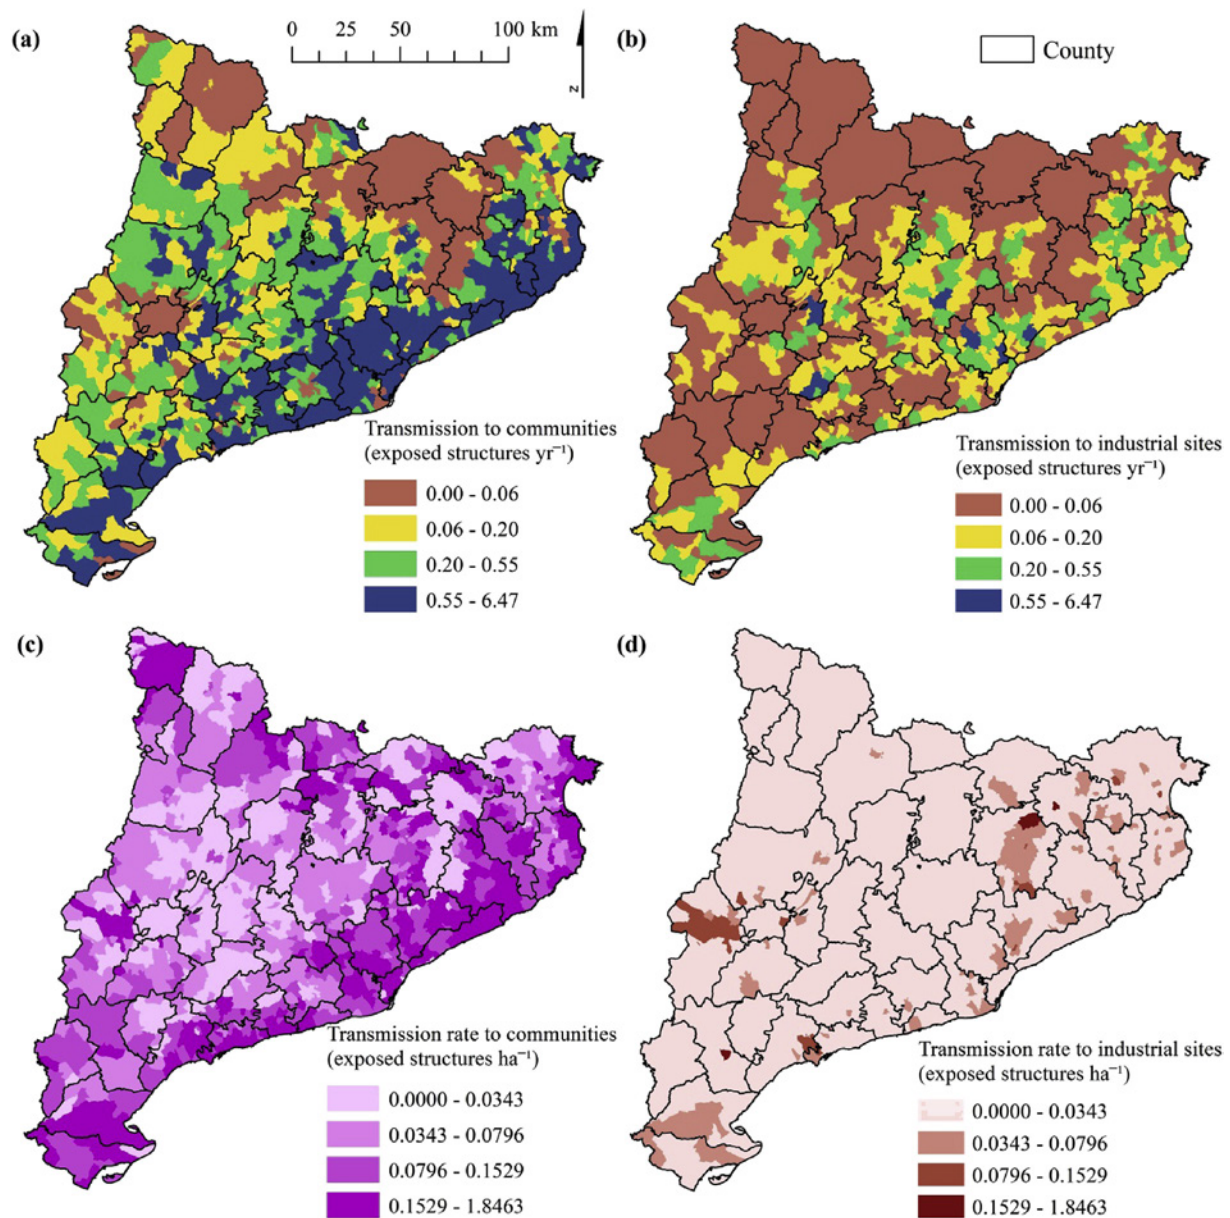 (a)
0 25 50 100 km
N
(b)
County
Transmission to communities
(exposed structures yr⁻¹)
0.00 - 0.06
0.06 - 0.20
0.20 - 0.55
0.55 - 6.47
Transmission to industrial sites
(exposed structures yr⁻¹)
0.00 - 0.06
0.06 - 0.20
0.20 - 0.55
0.55 - 6.47
(c)
(d)
Transmission rate to communities
(exposed structures ha⁻¹)
0.0000 - 0.0343
0.0343 - 0.0796
0.0796 - 0.1529
0.1529 - 1.8463
Transmission rate to industrial sites
(exposed structures ha⁻¹)
0.0000 - 0.0343
0.0343 - 0.0796
0.0796 - 0.1529
0.1529 - 1.8463